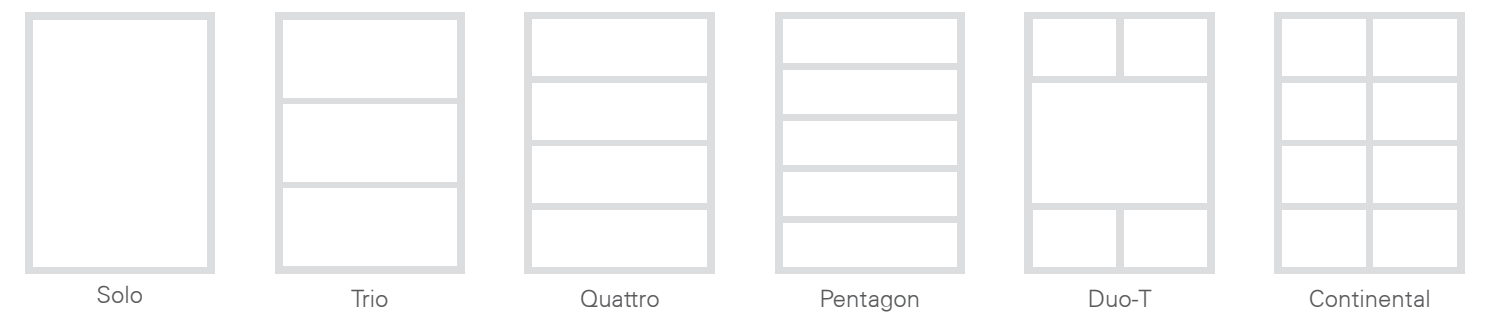 Solo
Trio
Quattro
Pentagon
Duo-T
Continental